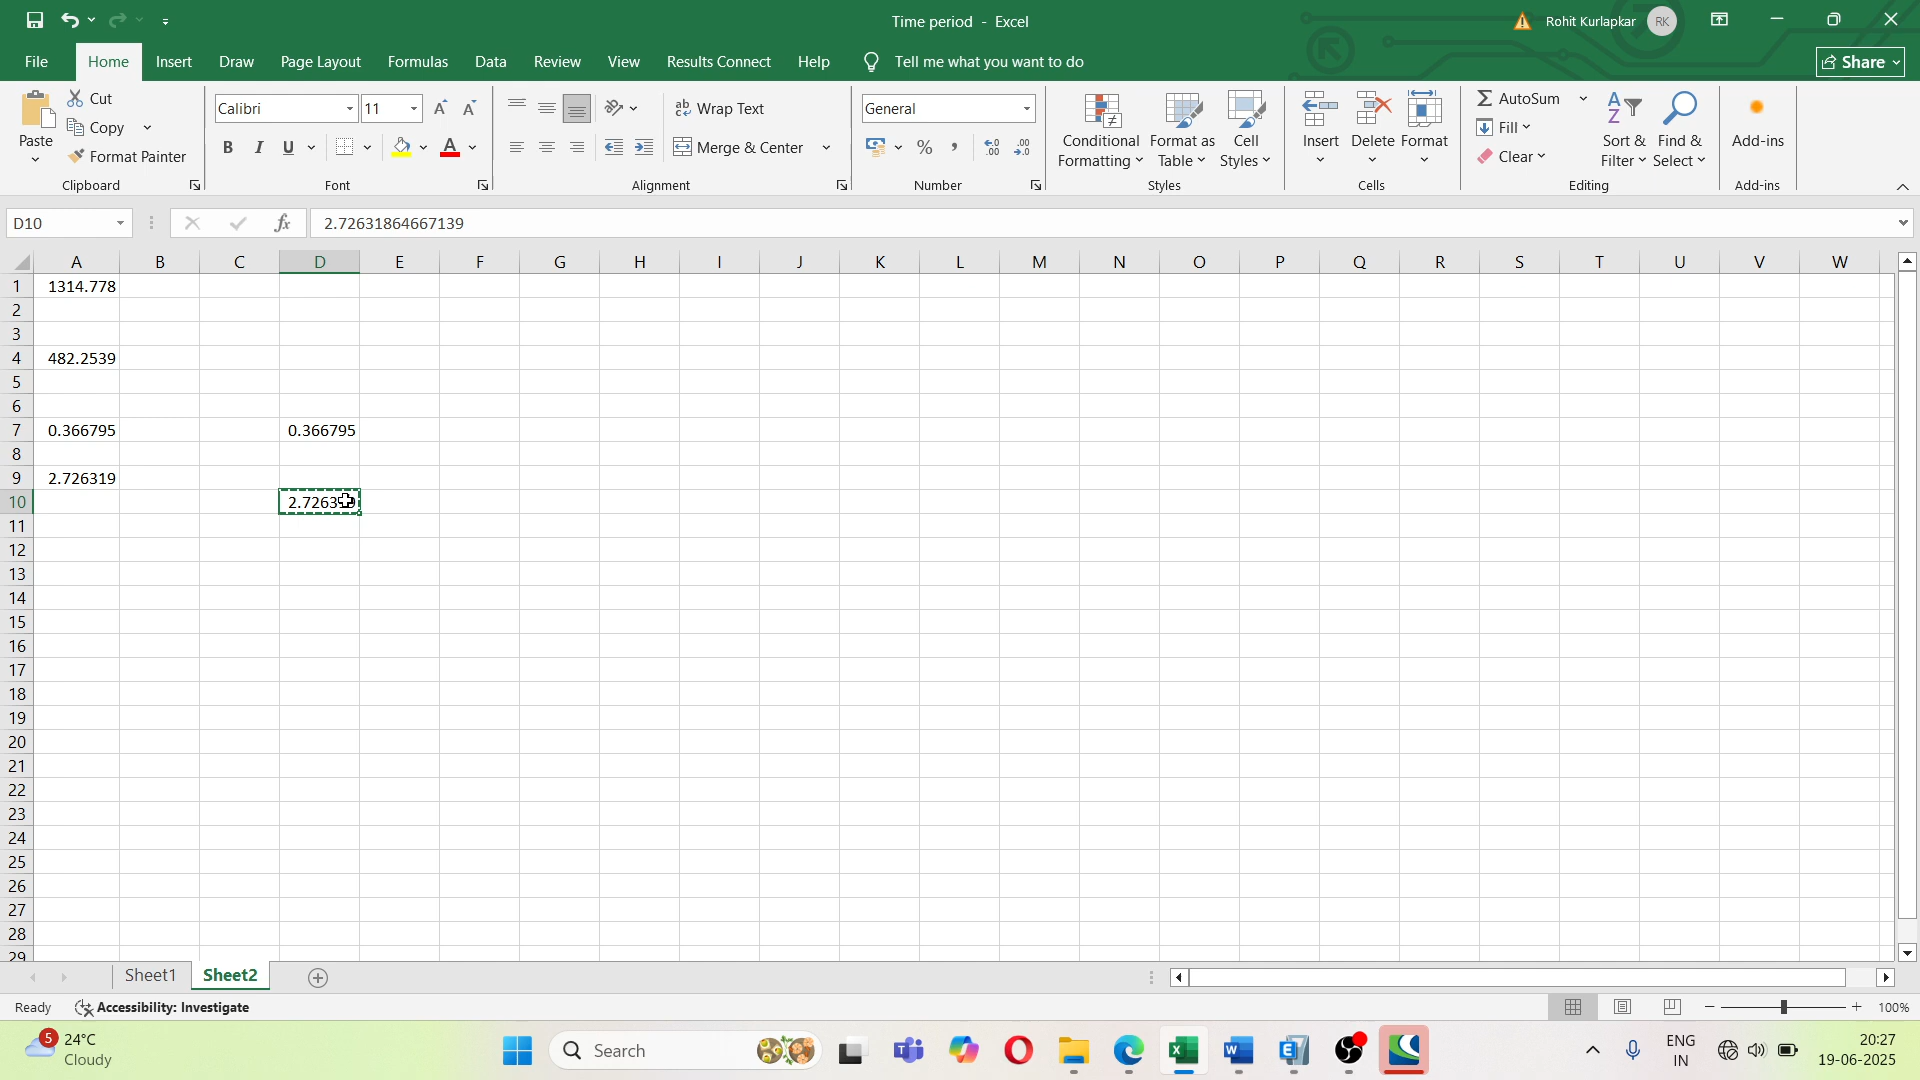 Time period - Excel
Rohit Kurlapkar RK
File Home Insert Draw Page Layout Formulas Data Review View Results Connect Help Tell me what you want to do Share
Paste Cut Copy Format Painter Clipboard
Calibri 11 A A B I U A Font
ab Wrap Text Merge & Center Alignment
General % , Number
Conditional Formatting Format as Table Cell Styles Styles
Insert Delete Format Cells
AutoSum Fill Clear Sort & Filter Find & Select Editing
Add-ins Add-ins
D10 fx 2.72631864667139
A B C D E F G H I J K L M N O P Q R S T U V W
1 1314.778
2
3
4 482.2539
5
6
7 0.366795 0.366795
8
9 2.726319
10
11
12
13
14
15
16
17
18
19
20
21
22
23
24
25
26
27
28
29
Sheet1 Sheet2
Ready Accessibility: Investigate 100%
5 24°C Cloudy
Search
ENG IN
20:27
19-06-2025